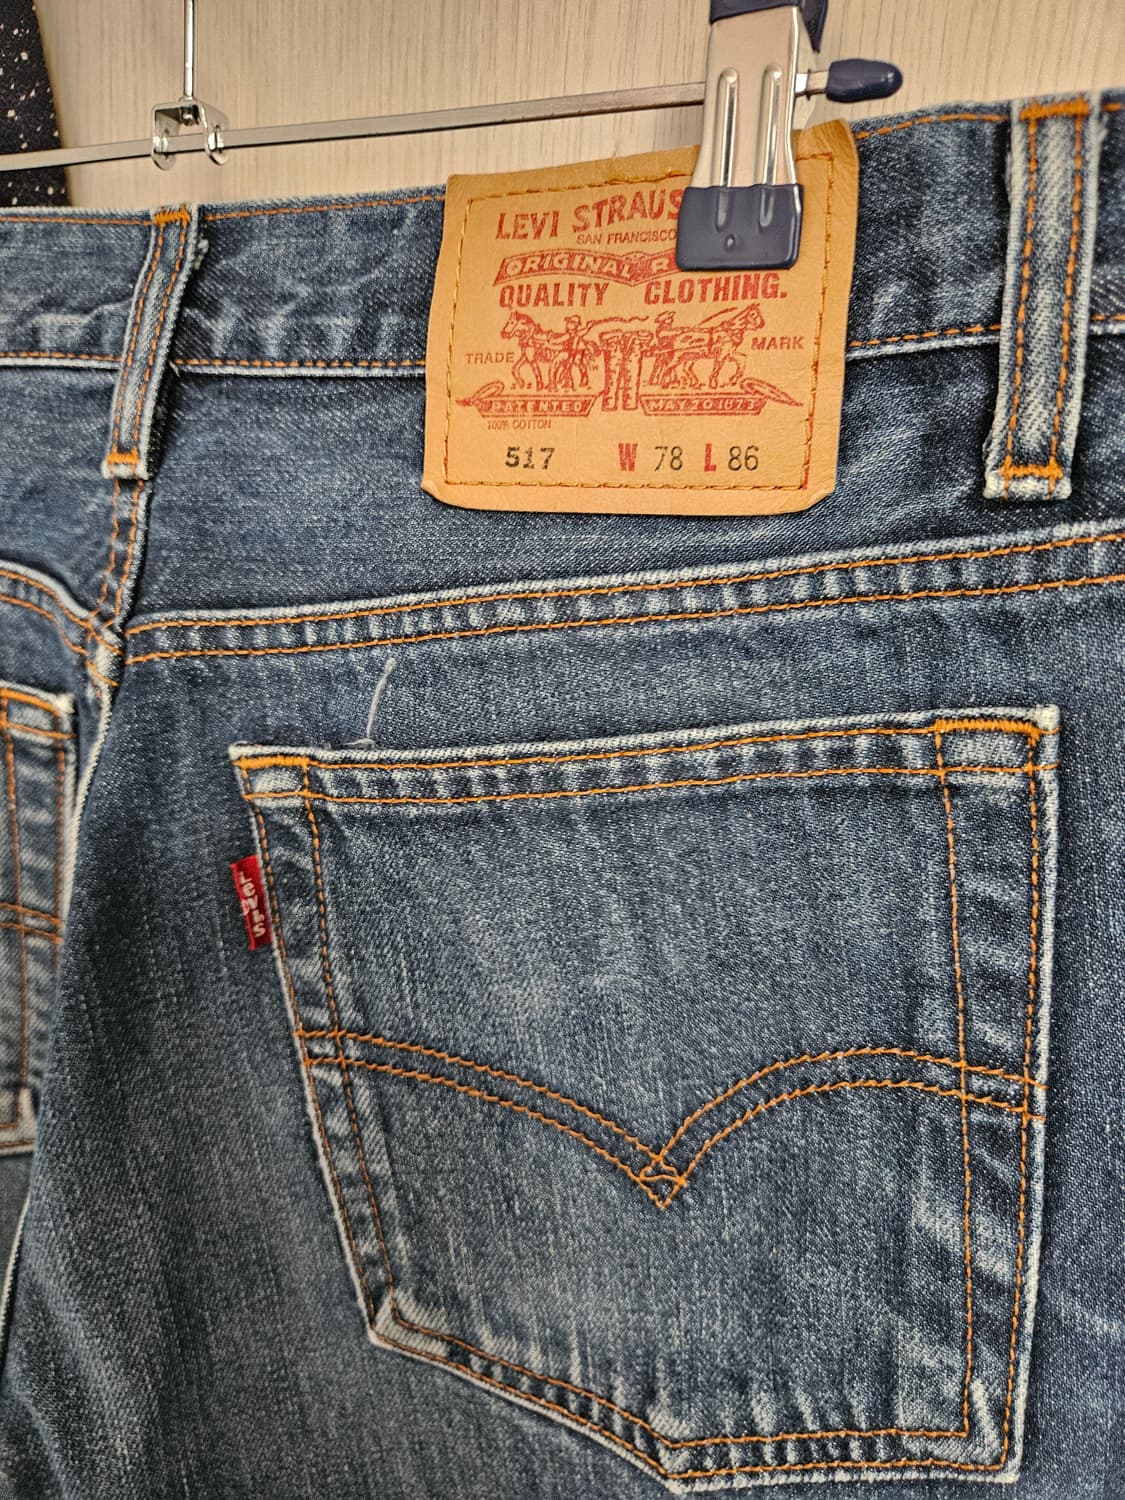 LEVI STRAUS
SAN FRANCISCO
ORIGINAL R
QUALITY CLOTHING.
TRADE MARK
PATENTED MAY 20 1873
100% COTTON
517 W 78 L 86
Levi's